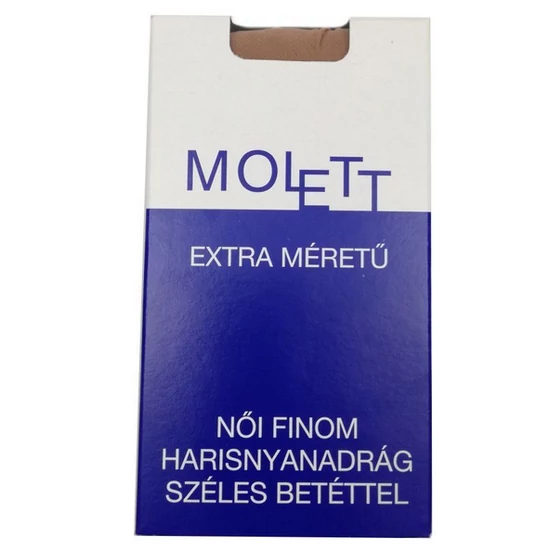 MOLETT
EXTRA MÉRETŰ
NŐI FINOM
HARISNYANADRÁG
SZÉLES BETÉTTEL